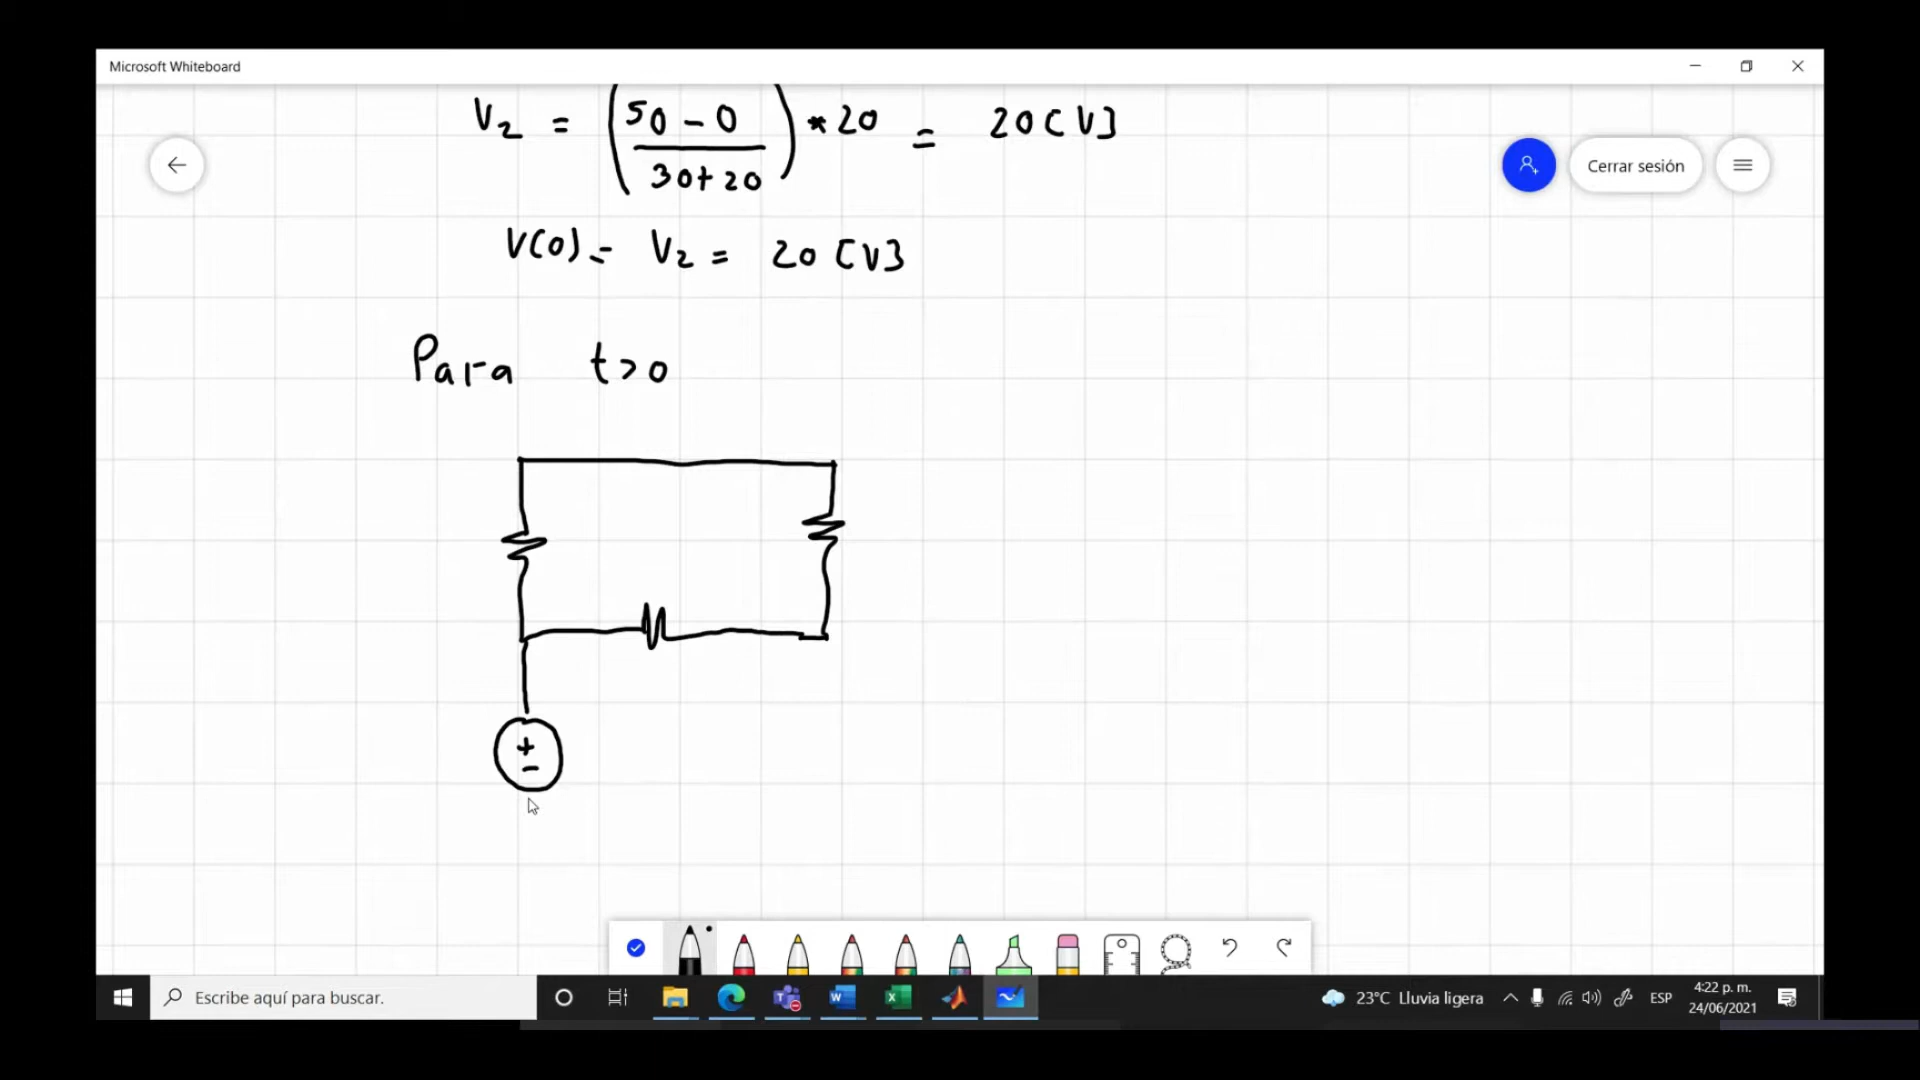 Microsoft Whiteboard
V2 = (50-0/30+20) * 20 = 20[V]
Cerrar sesión
V(0) = V2 = 20[V]
Para t>0
+
-
Escribe aquí para buscar.
23°C Lluvia ligera
ESP
4:22 p. m.
24/06/2021